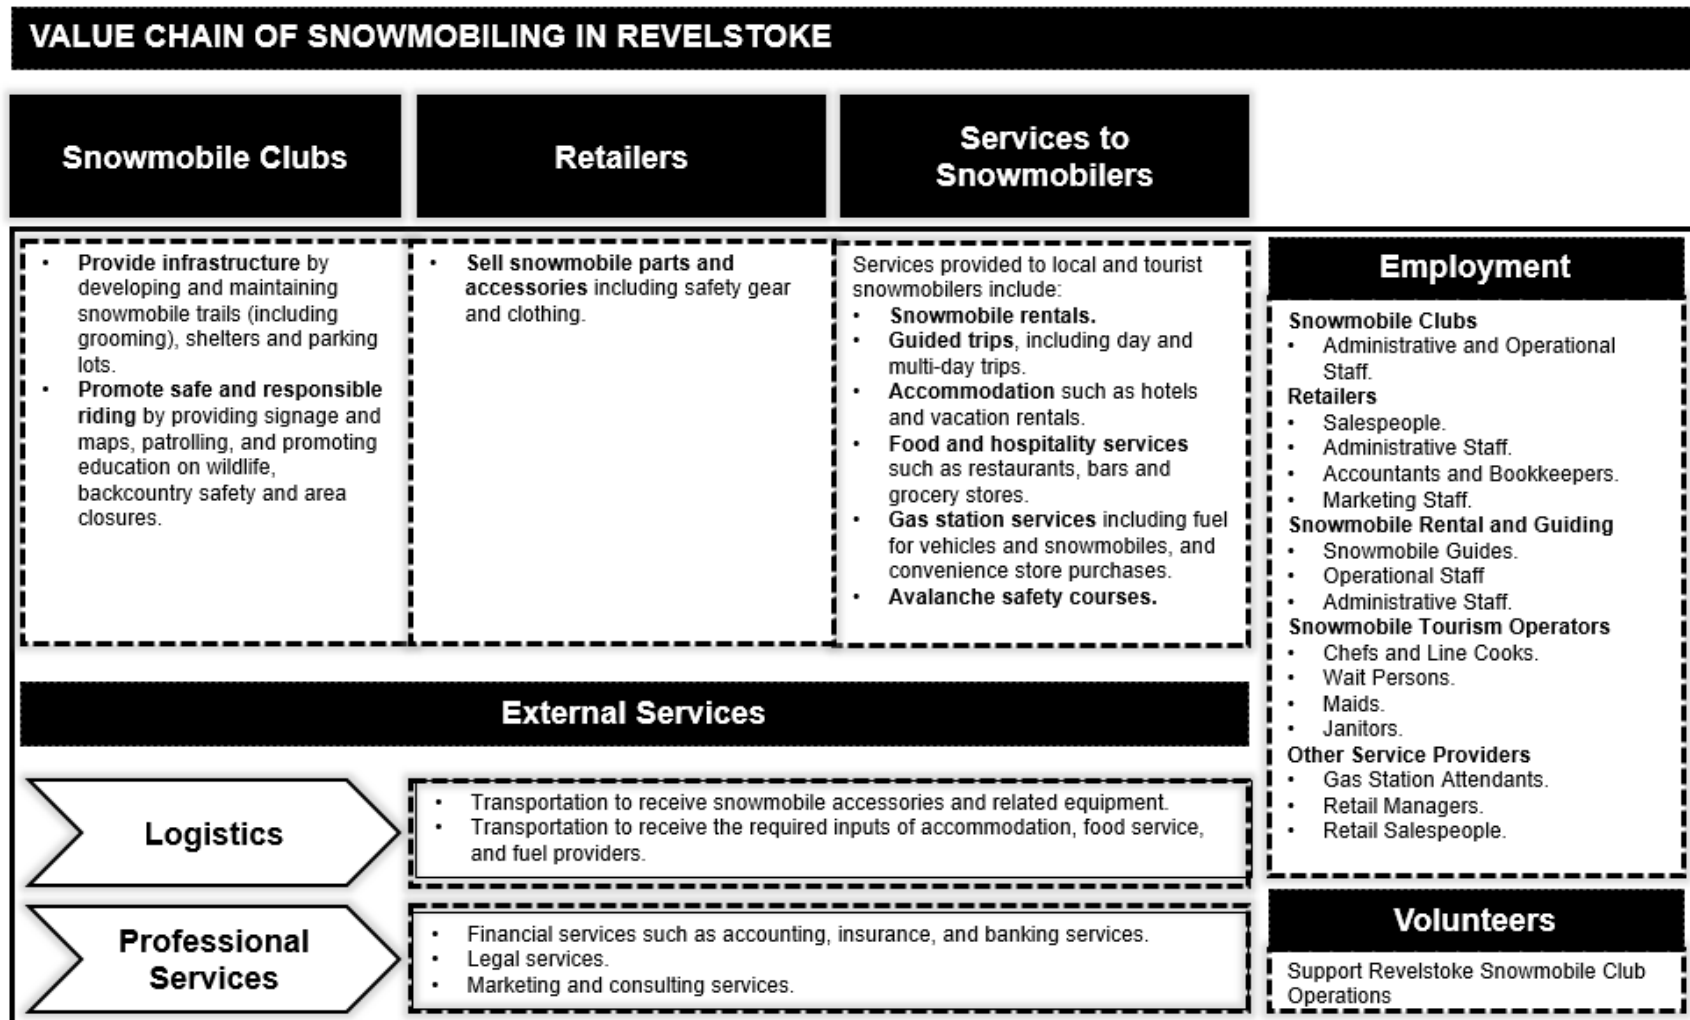 VALUE CHAIN OF SNOWMOBILING IN REVELSTOKE
Snowmobile Clubs
Retailers
Services to
Snowmobilers
• Provide infrastructure by
developing and maintaining
snowmobile trails (including
grooming), shelters and parking
lots.
• Promote safe and responsible
riding by providing signage and
maps, patrolling, and promoting
education on wildlife,
backcountry safety and area
closures.
• Sell snowmobile parts and
accessories including safety gear
and clothing.
Services provided to local and tourist
snowmobilers include:
• Snowmobile rentals.
• Guided trips, including day and
multi-day trips.
• Accommodation such as hotels
and vacation rentals.
• Food and hospitality services
such as restaurants, bars and
grocery stores.
• Gas station services including fuel
for vehicles and snowmobiles, and
convenience store purchases.
• Avalanche safety courses.
Employment
Snowmobile Clubs
• Administrative and Operational
Staff.
Retailers
• Salespeople.
• Administrative Staff.
• Accountants and Bookkeepers.
• Marketing Staff.
Snowmobile Rental and Guiding
• Snowmobile Guides.
• Operational Staff
• Administrative Staff.
Snowmobile Tourism Operators
• Chefs and Line Cooks.
• Wait Persons.
• Maids.
• Janitors.
Other Service Providers
• Gas Station Attendants.
• Retail Managers.
• Retail Salespeople.
External Services
Logistics
• Transportation to receive snowmobile accessories and related equipment.
• Transportation to receive the required inputs of accommodation, food service,
and fuel providers.
Professional
Services
• Financial services such as accounting, insurance, and banking services.
• Legal services.
• Marketing and consulting services.
Volunteers
Support Revelstoke Snowmobile Club
Operations